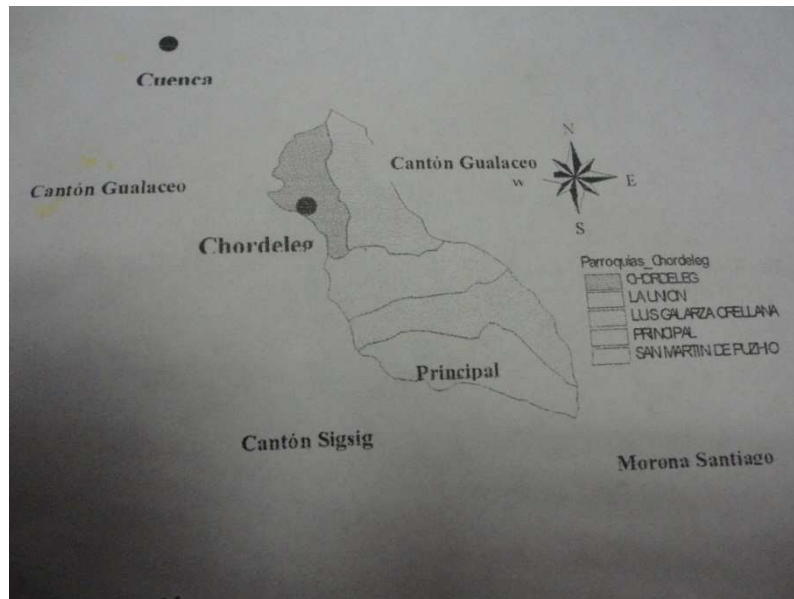 Cuenca
N
Cantón Gualaceo
W
E
Cantón Gualaceo
S
Chordeleg
Parroquias_Chordeleg
CHORDELEG
LA UNION
LUIS GALARZA ORELLANA
PRINCIPAL
SAN MARTIN DE PUZHIO
Principal
Cantón Sigsig
Morona Santiago